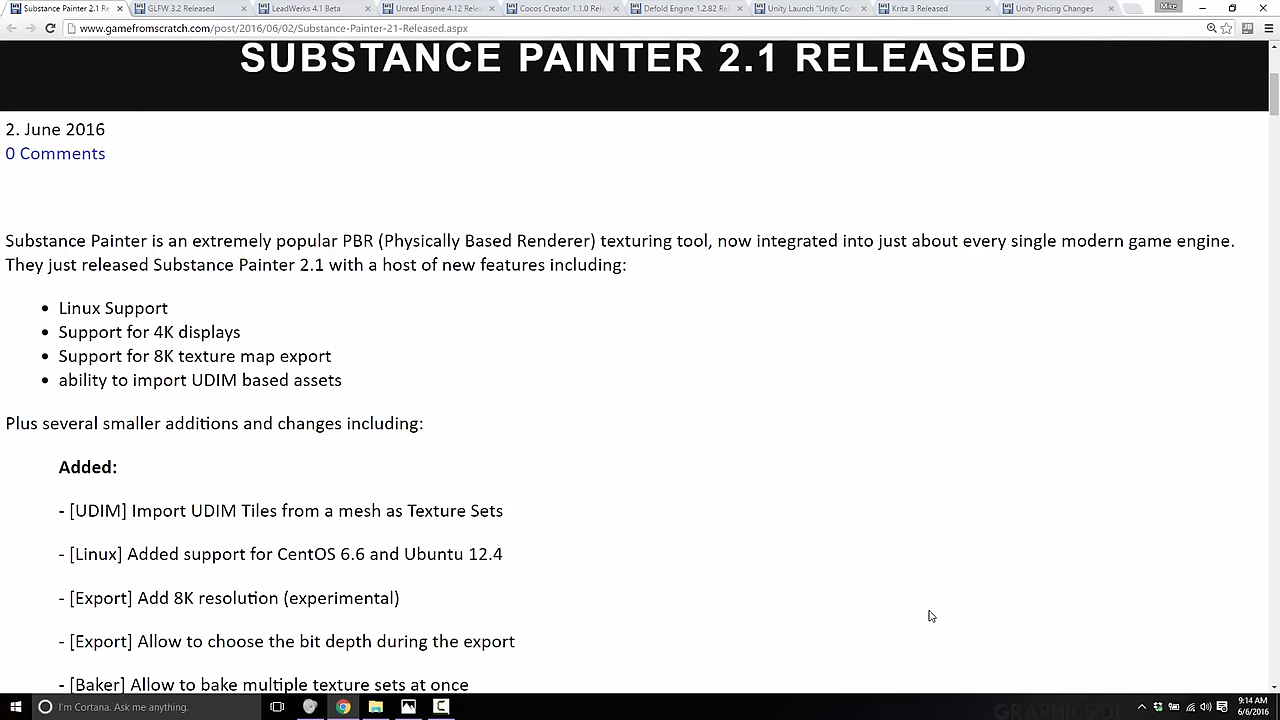 Substance Painter 2.1 Re
GLFW 3.2 Released
LeadWerks 4.1 Beta
Unreal Engine 4.12 Relea
Cocos Creator 1.1.0 Rele
Defold Engine 1.2.82 Re
Unity Launch "Unity Co
Krita 3 Released
Unity Pricing Changes
Mike
www.gamefromscratch.com/post/2016/06/02/Substance-Painter-21-Released.aspx
SUBSTANCE PAINTER 2.1 RELEASED
2. June 2016
0 Comments
Substance Painter is an extremely popular PBR (Physically Based Renderer) texturing tool, now integrated into just about every single modern game engine.
They just released Substance Painter 2.1 with a host of new features including:
• Linux Support
• Support for 4K displays
• Support for 8K texture map export
• ability to import UDIM based assets
Plus several smaller additions and changes including:
Added:
- [UDIM] Import UDIM Tiles from a mesh as Texture Sets
- [Linux] Added support for CentOS 6.6 and Ubuntu 12.4
- [Export] Add 8K resolution (experimental)
- [Export] Allow to choose the bit depth during the export
- [Baker] Allow to bake multiple texture sets at once
I'm Cortana. Ask me anything.
9:14 AM
6/6/2016